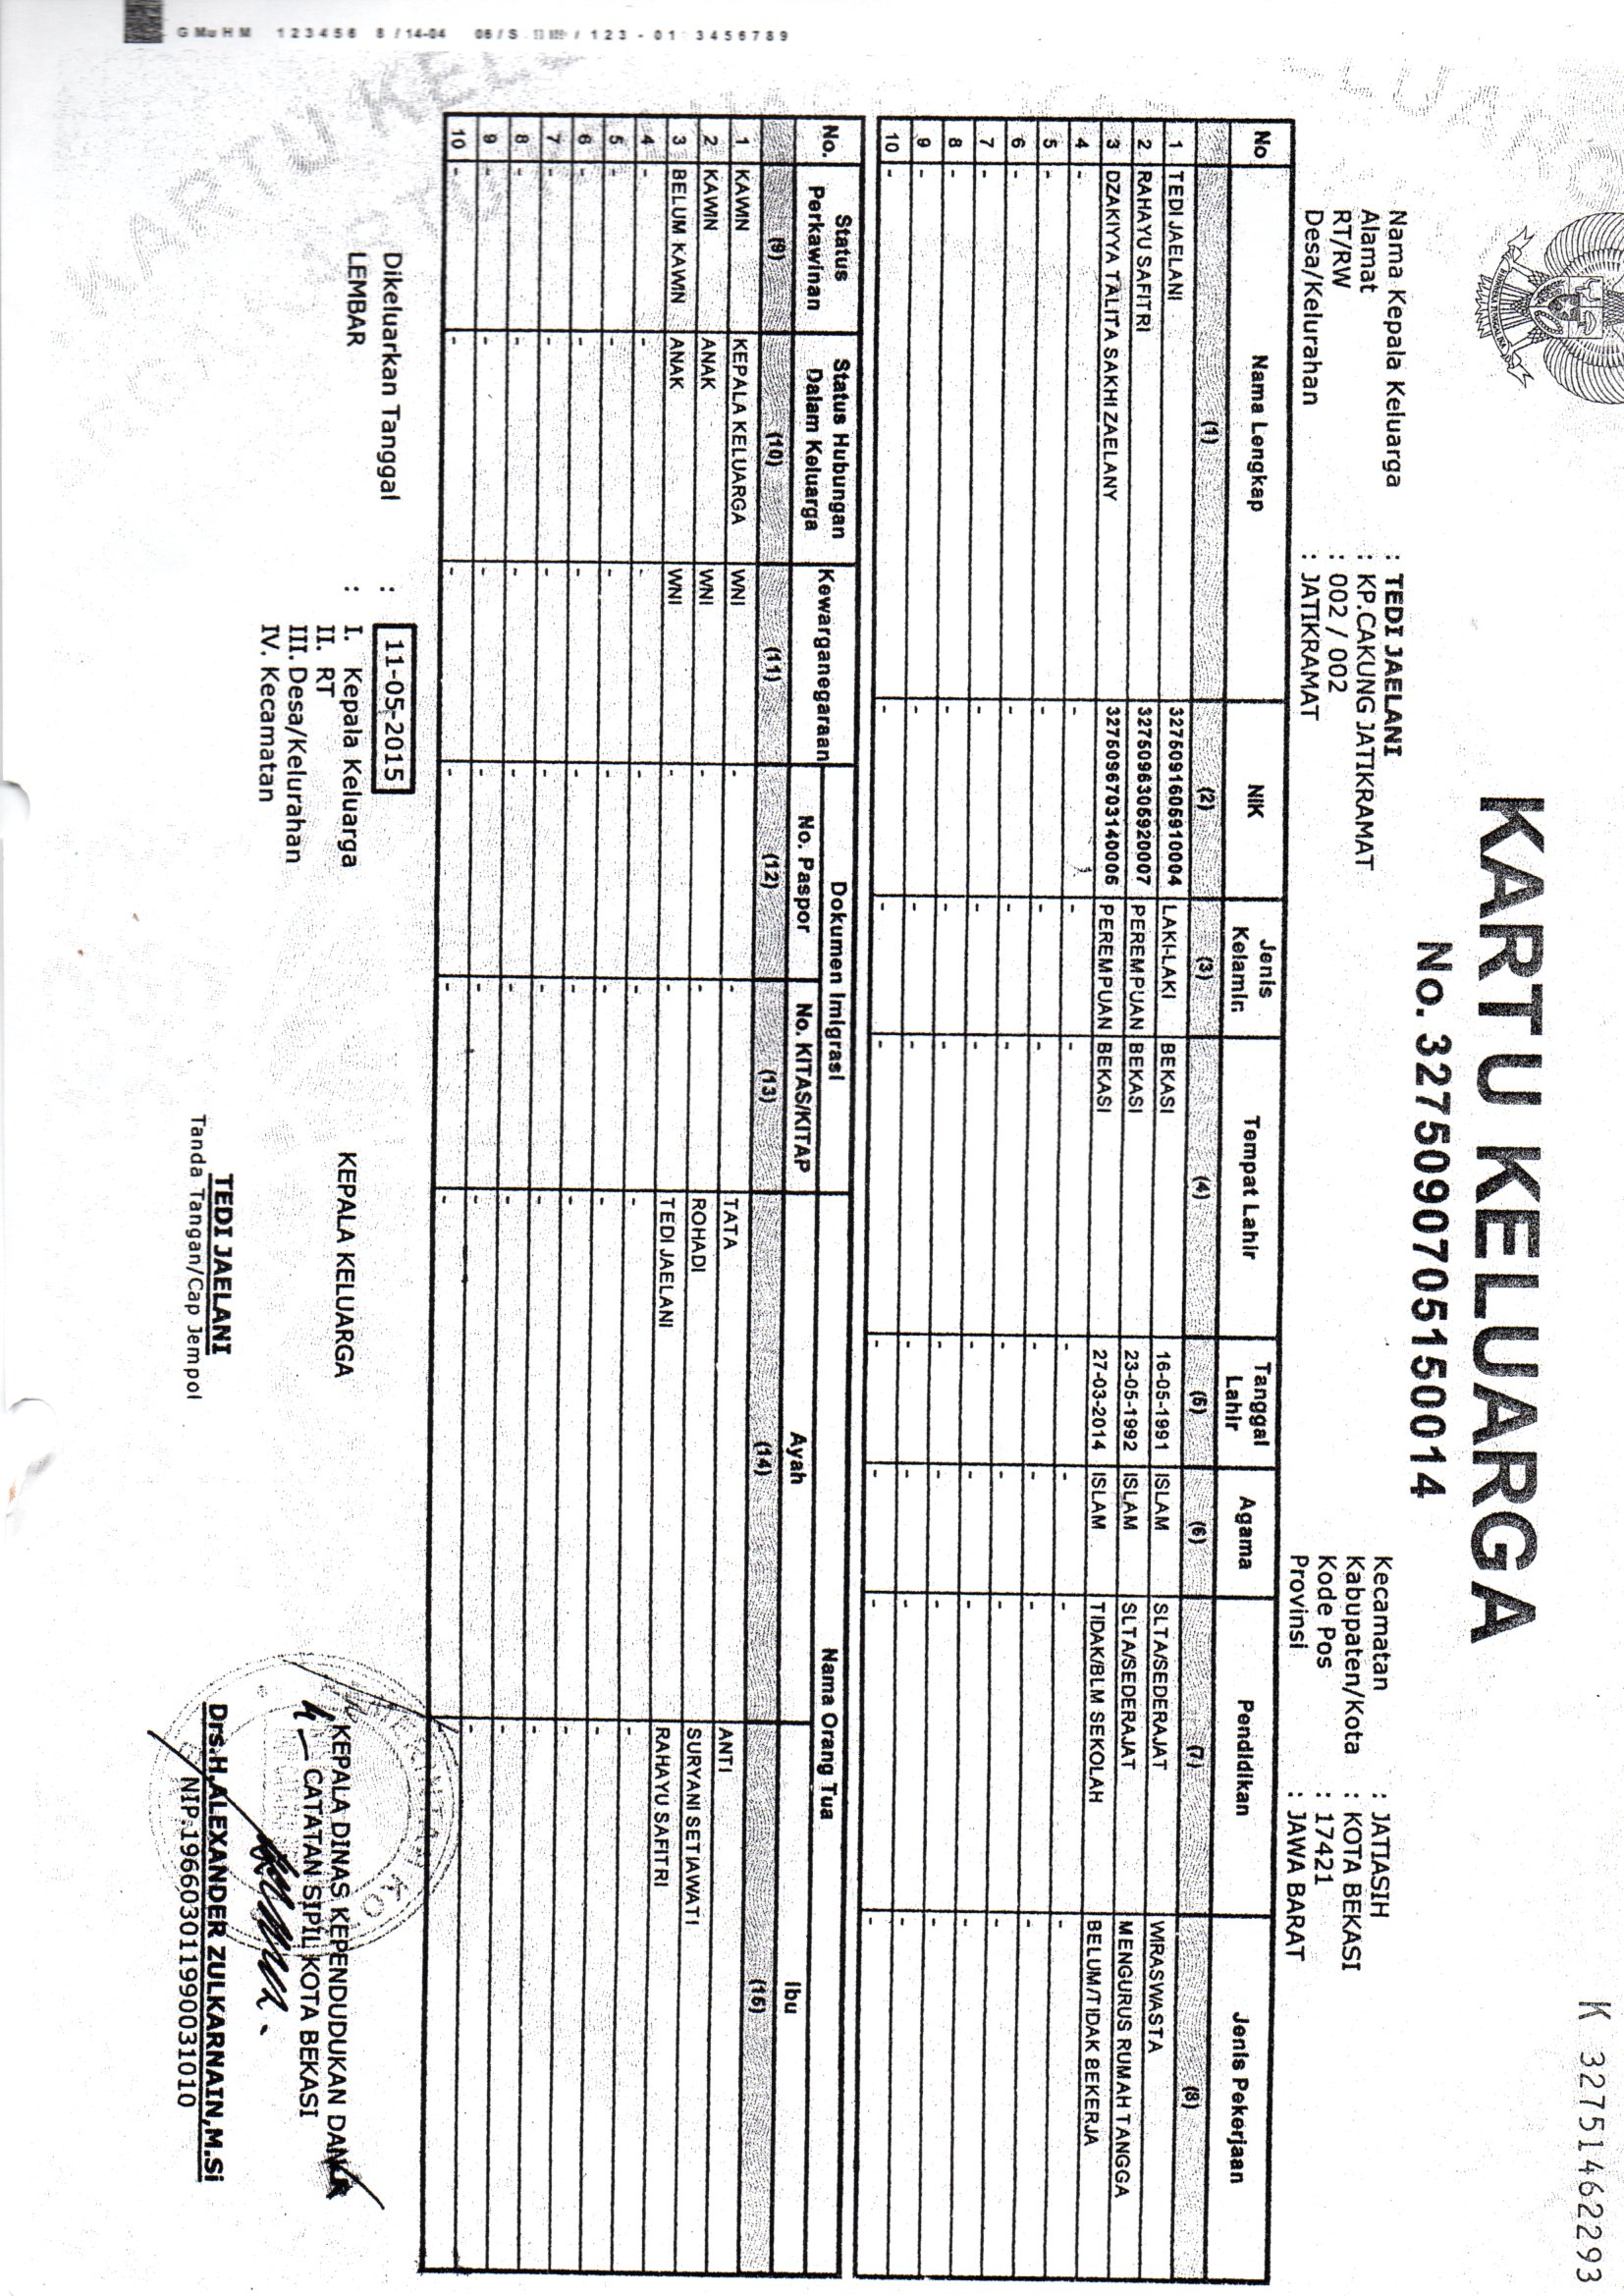 K 32751462293
BHINNEKA TUNGGAL IKA
KARTU KELUARGA
No. 3275090705150014
Nama Kepala Keluarga : TEDI JAELANI
Alamat : KP.CAKUNG JATIKRAMAT
RT/RW : 002 / 002
Desa/Kelurahan : JATIKRAMAT
Kecamatan : JATIASIH
Kabupaten/Kota : KOTA BEKASI
Kode Pos : 17421
Provinsi : JAWA BARAT
No Nama Lengkap NIK Jenis Kelamin Tempat Lahir Tanggal Lahir Agama Pendidikan Jenis Pekerjaan
(1) (2) (3) (4) (5) (6) (7) (8)
1 TEDI JAELANI 3275091605910004 LAKI-LAKI BEKASI 16-05-1991 ISLAM SLTA/SEDERAJAT WIRASWASTA
2 RAHAYU SAFITRI 3275096305920007 PEREMPUAN BEKASI 23-05-1992 ISLAM SLTA/SEDERAJAT MENGURUS RUMAH TANGGA
3 DZAKIYYA TALITA SAKHI ZAELANY 3275096703140005 PEREMPUAN BEKASI 27-03-2014 ISLAM TIDAK/BLM SEKOLAH BELUM/TIDAK BEKERJA
4 - - - - - - - -
5 - - - - - - - -
6 - - - - - - - -
7 - - - - - - - -
8 - - - - - - - -
9 - - - - - - - -
10 - - - - - - - -
No. Status Perkawinan Status Hubungan Dalam Keluarga Kewarganegaraan Dokumen Imigrasi Nama Orang Tua
No. Paspor No. KITAS/KITAP Ayah Ibu
(9) (10) (11) (12) (13) (14) (15)
1 KAWIN KEPALA KELUARGA WNI - - TATA ANTI
2 KAWIN ANAK WNI - - ROHADI SURYANI SETIAWATI
3 BELUM KAWIN ANAK WNI - - TEDI JAELANI RAHAYU SAFITRI
4 - - - - - - -
5 - - - - - - -
6 - - - - - - -
7 - - - - - - -
8 - - - - - - -
9 - - - - - - -
10 - - - - - - -
Dikeluarkan Tanggal : 11-05-2015
LEMBAR : I. Kepala Keluarga
II. RT
III. Desa/Kelurahan
IV. Kecamatan
KEPALA KELUARGA
TEDI JAELANI
Tanda Tangan/Cap Jempol
PEMERINTAH KOTA
KEPALA DINAS KEPENDUDUKAN DAN
CATATAN SIPIL KOTA BEKASI
Drs.H.ALEXANDER ZULKARNAIN,M.Si
NIP.196603011990031010